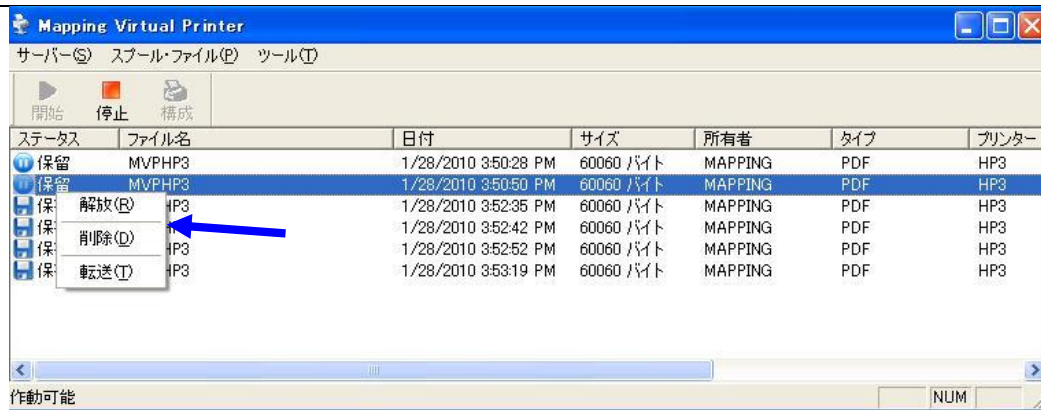 Mapping Virtual Printer
サーバー(S) スプール・ファイル(P) ツール(T)
開始 停止 構成
ステータス ファイル名 日付 サイズ 所有者 タイプ プリンター
保留 MVPHP3 1/28/2010 3:50:28 PM 60060 バイト MAPPING PDF HP3
保留 MVPHP3 1/28/2010 3:50:50 PM 60060 バイト MAPPING PDF HP3
解放(R)
保 HP3 1/28/2010 3:52:35 PM 60060 バイト MAPPING PDF HP3
保 1/28/2010 3:52:42 PM 60060 バイト MAPPING PDF HP3
削除(D)
保 HP3 1/28/2010 3:52:52 PM 60060 バイト MAPPING PDF HP3
保 HP3 1/28/2010 3:53:19 PM 60060 バイト MAPPING PDF HP3
転送(T)
作動可能 NUM